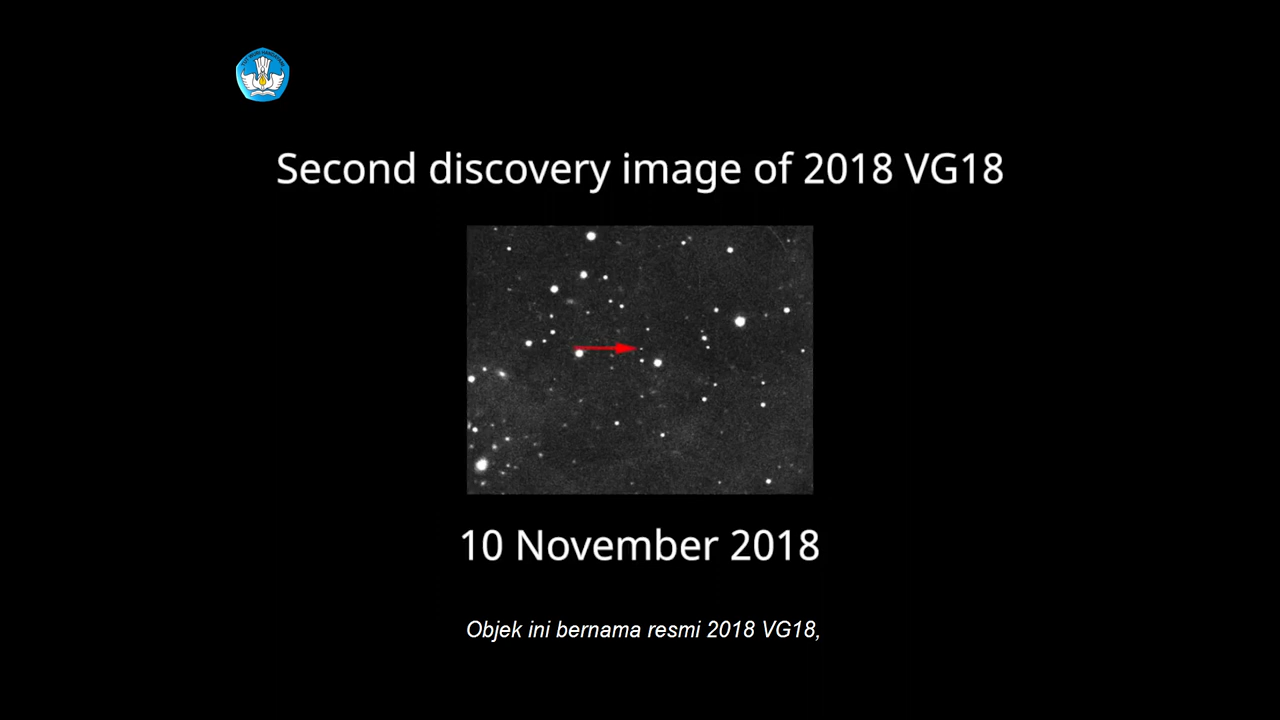 Second discovery image of 2018 VG18
10 November 2018
Objek ini bernama resmi 2018 VG18,